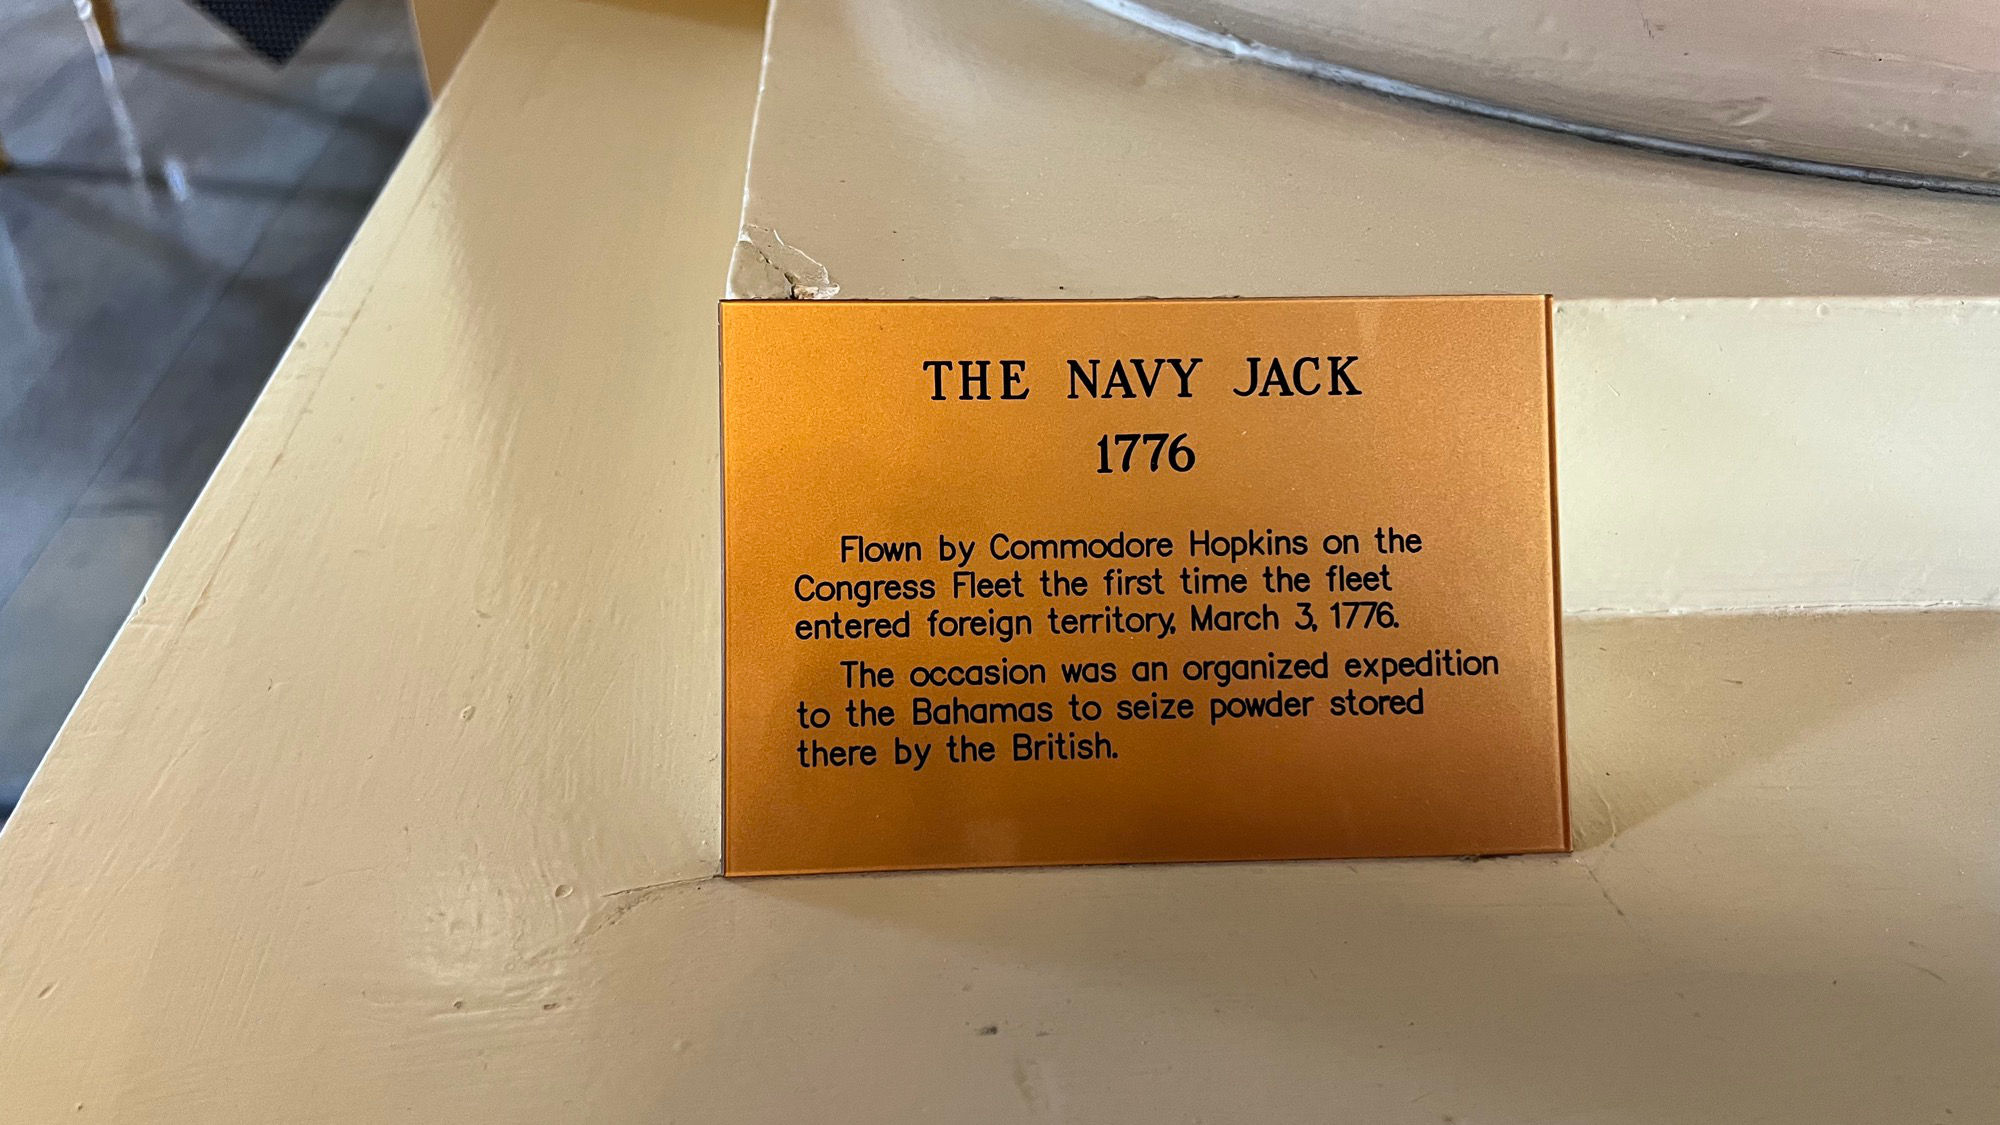 THE NAVY JACK
1776
Flown by Commodore Hopkins on the
Congress Fleet the first time the fleet
entered foreign territory, March 3, 1776.
The occasion was an organized expedition
to the Bahamas to seize powder stored
there by the British.